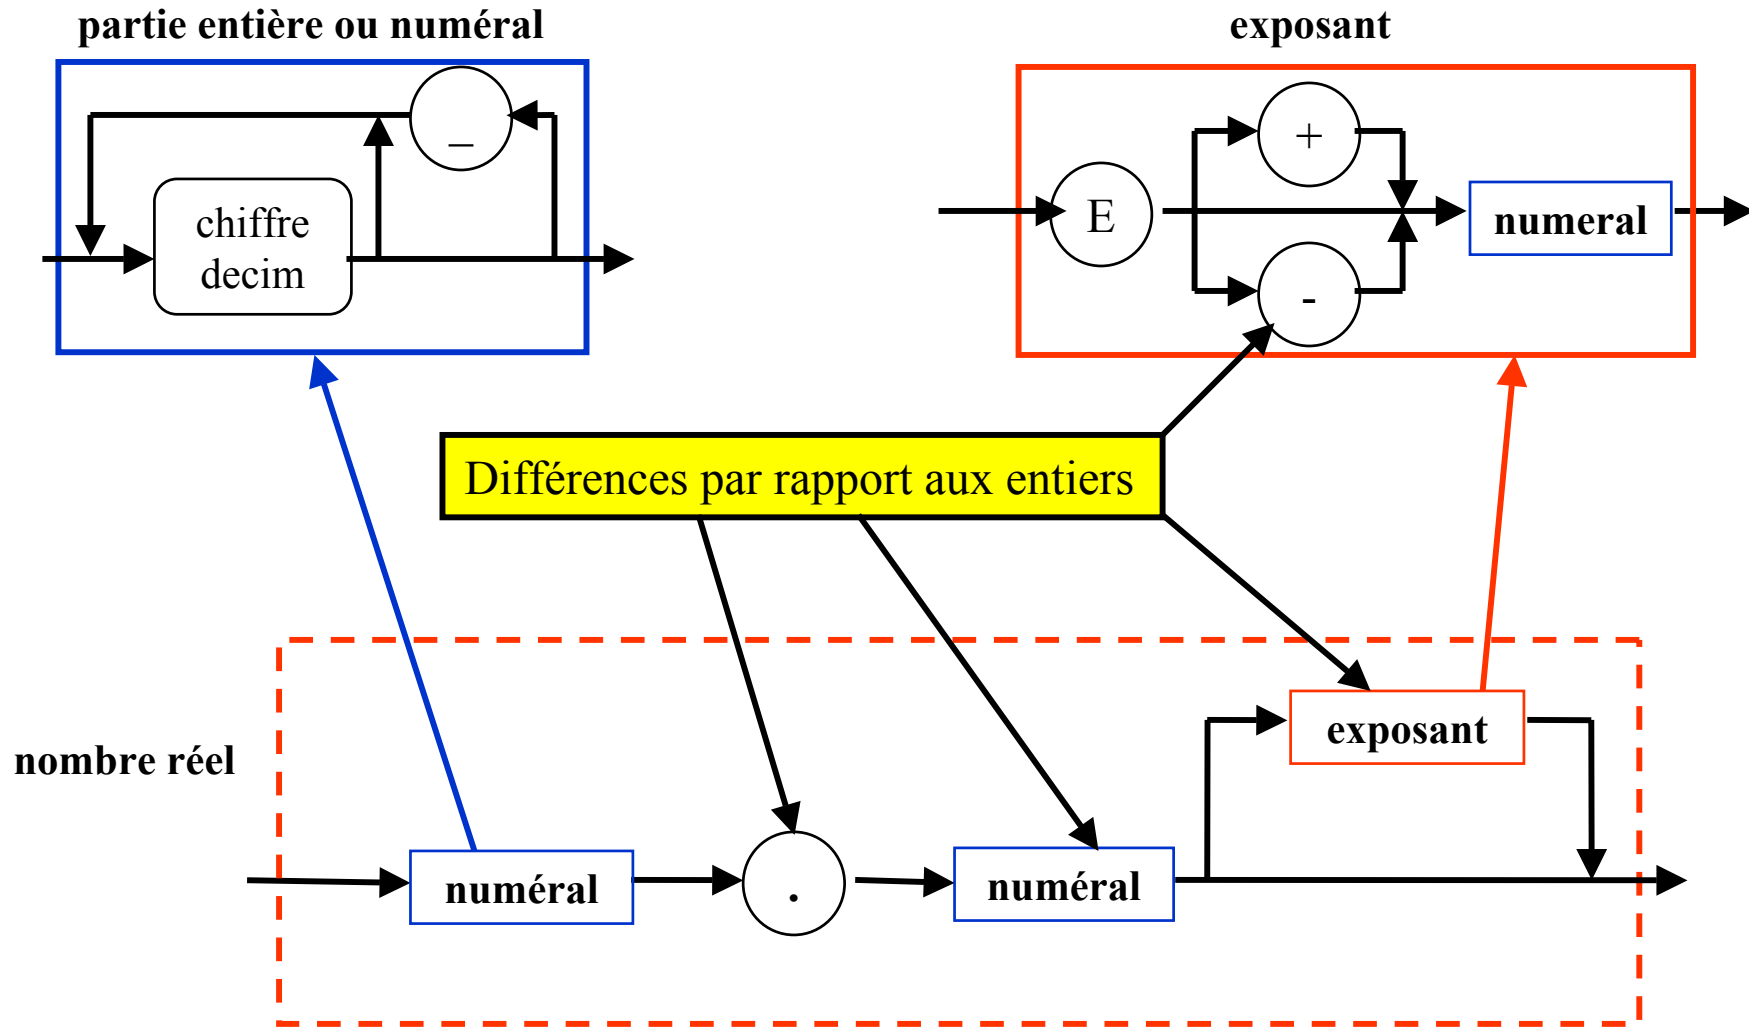 partie entière ou numéral
exposant
_
chiffre
decim
E
+
-
numeral
Différences par rapport aux entiers
nombre réel
numéral
.
numéral
exposant